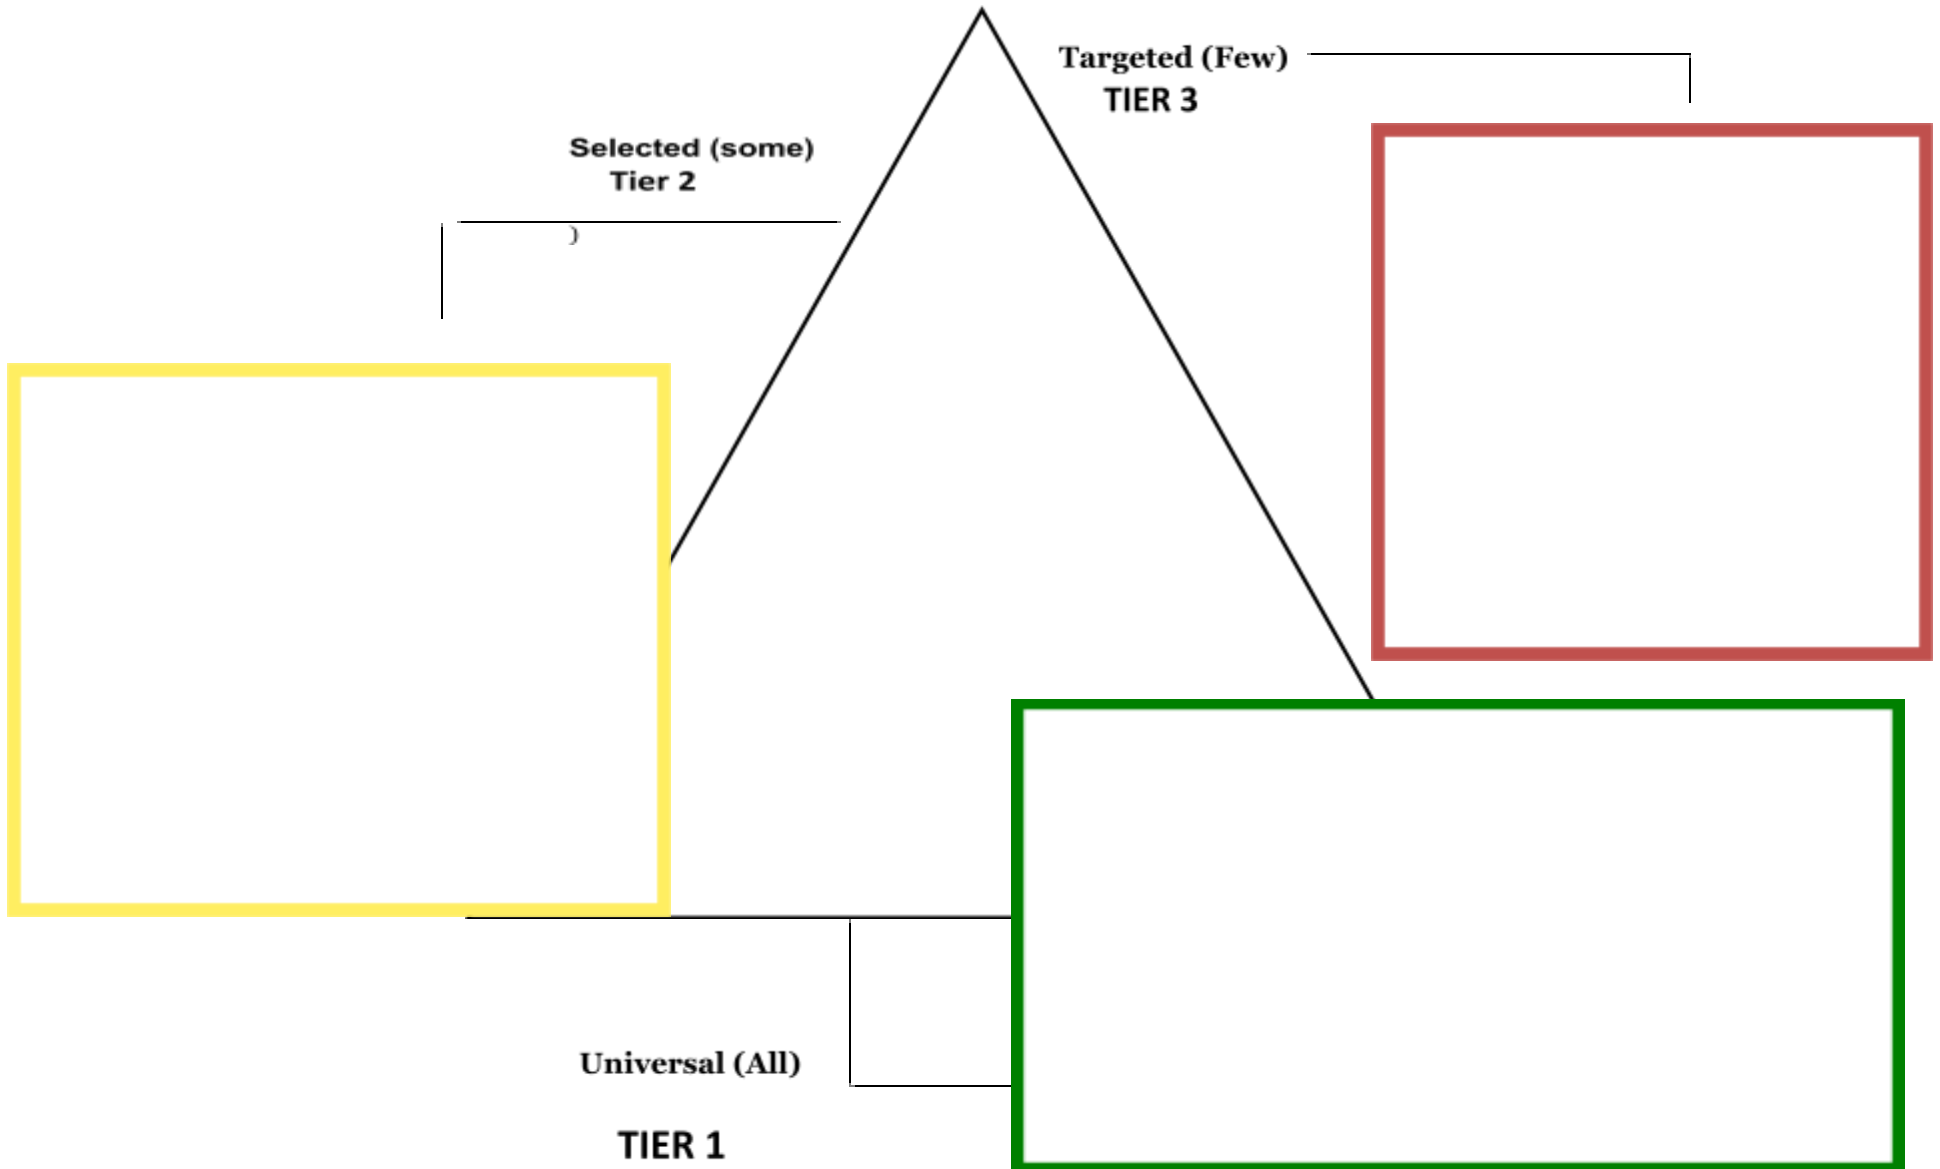 Targeted (Few)
TIER 3
Selected (some)
Tier 2
)
Universal (All)
TIER 1